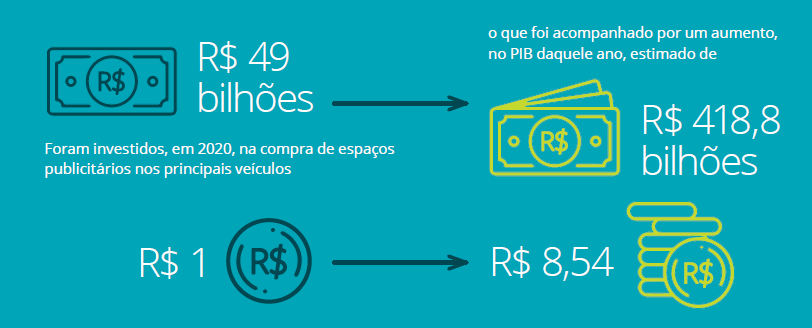 R$
R$ 49
bilhões
Foram investidos, em 2020, na compra de espaços
publicitários nos principais veículos
o que foi acompanhado por um aumento,
no PIB daquele ano, estimado de
R$
R$ 418,8
bilhões
R$ 1
R$
R$ 8,54
R$